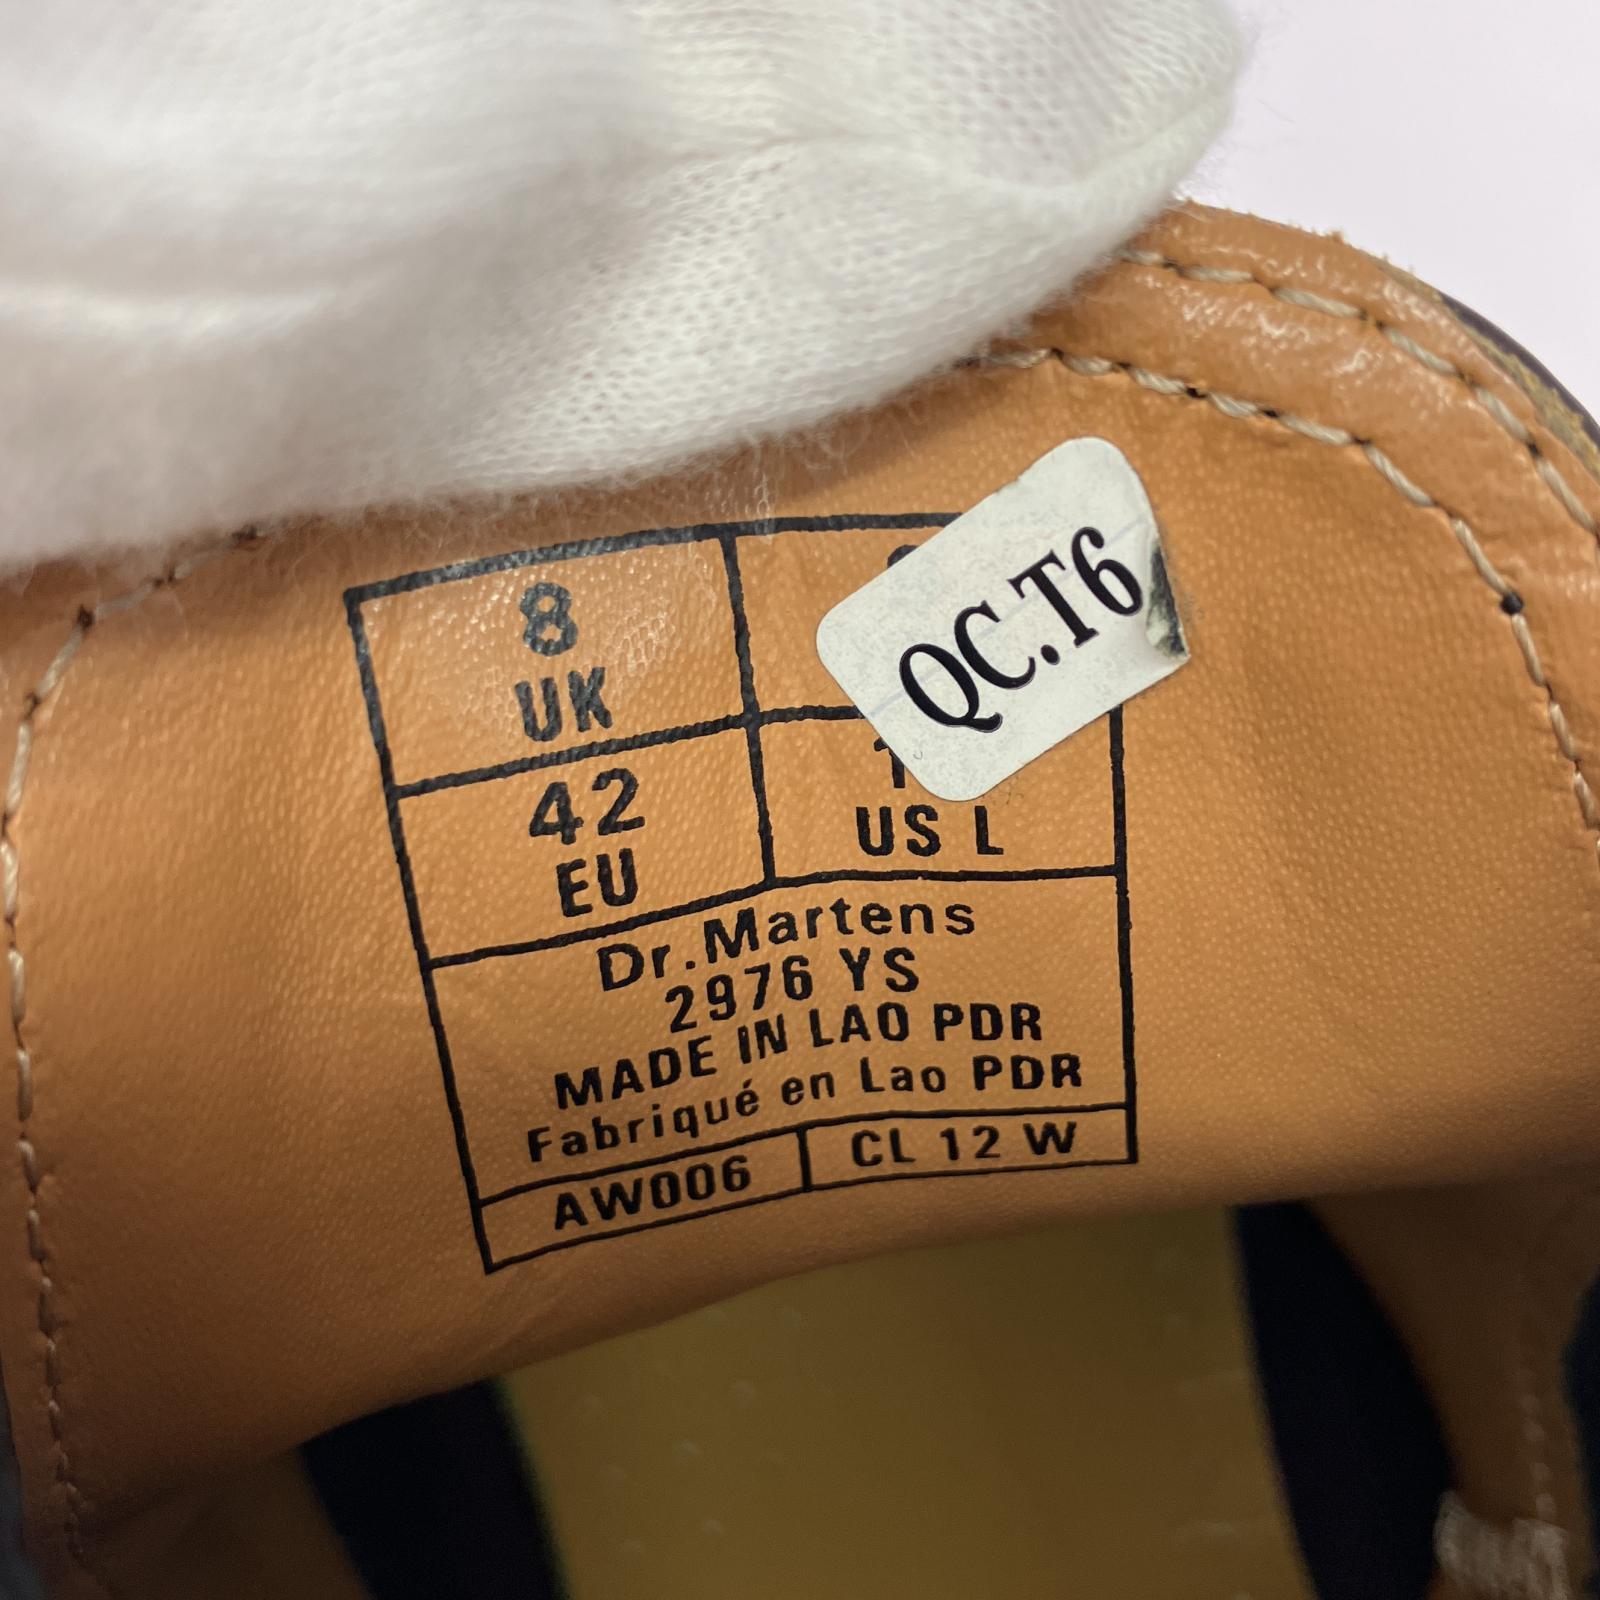 8
UK
QC.T6
42
EU
US L
Dr.Martens
2976 YS
MADE IN LAO PDR
Fabriqué en Lao PDR
AW006
CL 12 W